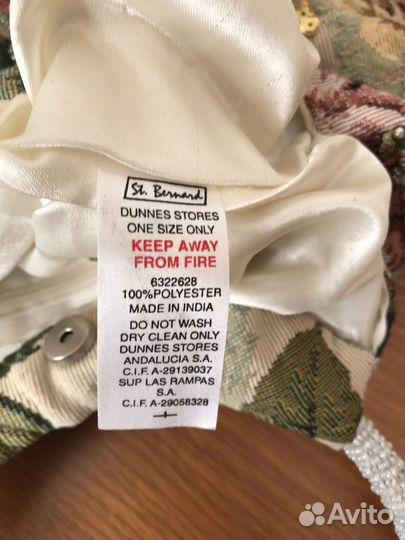 St. Bernard
DUNNES STORES
ONE SIZE ONLY
KEEP AWAY
FROM FIRE
6322628
100%POLYESTER
MADE IN INDIA
DO NOT WASH
DRY CLEAN ONLY
DUNNES STORES
ANDALUCIA S.A.
C.I.F. A-29139037
SUP LAS RAMPAS
S.A.
C.I.F. A-29058328
Avito